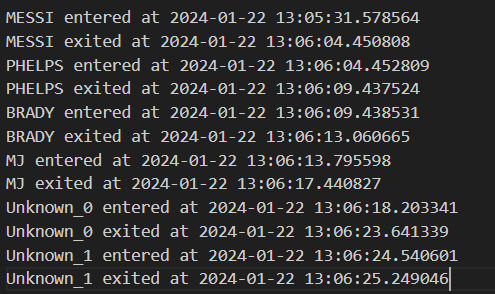 MESSI entered at 2024-01-22 13:05:31.578564
MESSI exited at 2024-01-22 13:06:04.450808
PHELPS entered at 2024-01-22 13:06:04.452809
PHELPS exited at 2024-01-22 13:06:09.437524
BRADY entered at 2024-01-22 13:06:09.438531
BRADY exited at 2024-01-22 13:06:13.060665
MJ entered at 2024-01-22 13:06:13.795598
MJ exited at 2024-01-22 13:06:17.440827
Unknown_0 entered at 2024-01-22 13:06:18.203341
Unknown_0 exited at 2024-01-22 13:06:23.641339
Unknown_1 entered at 2024-01-22 13:06:24.540601
Unknown_1 exited at 2024-01-22 13:06:25.249046